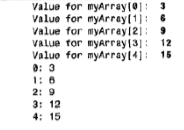 Value for myArray[0]: 3
Value for myArray[1]: 6
Value for myArray[2]: 9
Value for myArray[3]: 12
Value for myArray[4]: 15
0: 3
1: 6
2: 9
3: 12
4: 15